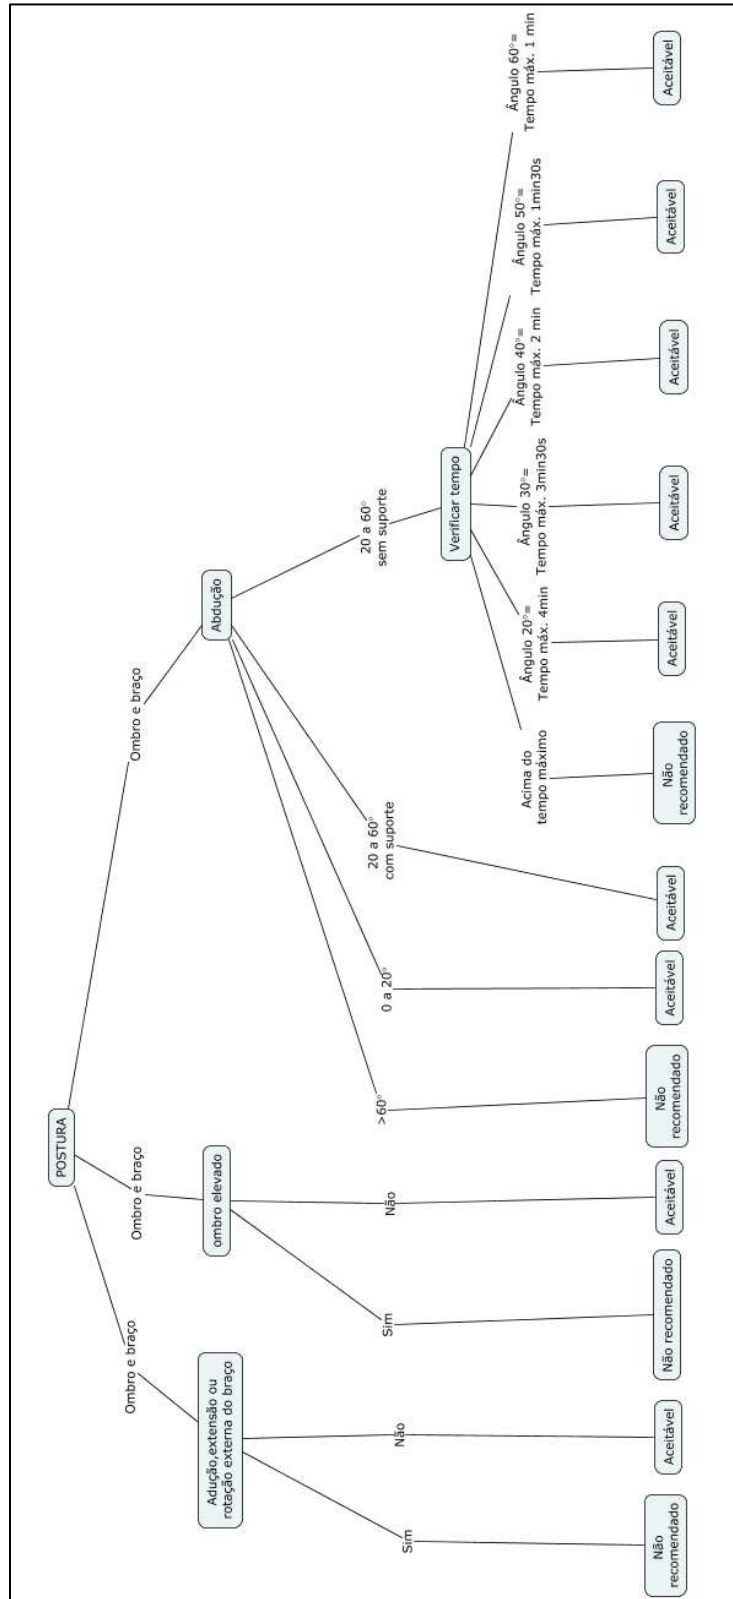 POSTURA
Ombro e braço
Ombro e braço
Ombro e braço
Adução,extensão ou
rotação externa do braço
ombro elevado
Abdução
Sim
Não
Sim
Não
>60°
0 a 20°
20 a 60°
com suporte
20 a 60°
sem suporte
Verificar tempo
Acima do
tempo máximo
Ângulo 20°=
Tempo máx. 4min
Ângulo 30°=
Tempo máx. 3min30s
Ângulo 40°=
Tempo máx. 2 min
Ângulo 50°=
Tempo máx. 1min30s
Ângulo 60°=
Tempo máx. 1 min
Não
recomendado
Aceitável
Não recomendado
Aceitável
Não
recomendado
Aceitável
Aceitável
Não
recomendado
Aceitável
Aceitável
Aceitável
Aceitável
Aceitável